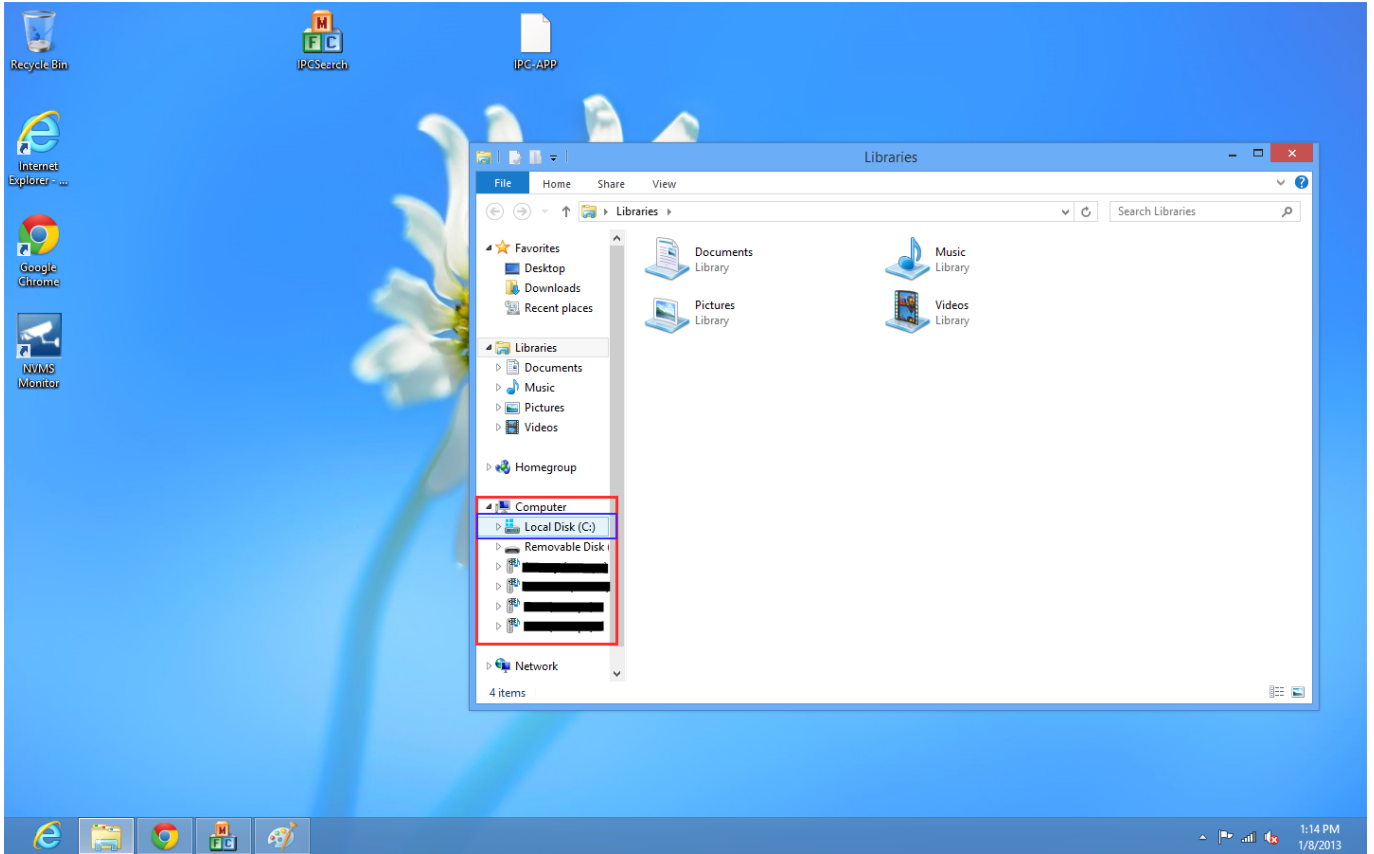 Recycle Bin
IPCSearch
IPC-APP
Internet
Explorer - ...
Google
Chrome
NVMS
Monitor
Libraries
File Home Share View
Libraries
Search Libraries
Favorites
Desktop
Downloads
Recent places
Libraries
Documents
Music
Pictures
Videos
Homegroup
Computer
Local Disk (C:)
Removable Disk (
Network
4 items
Documents
Library
Music
Library
Pictures
Library
Videos
Library
M
F C
M
F C
1:14 PM
1/8/2013